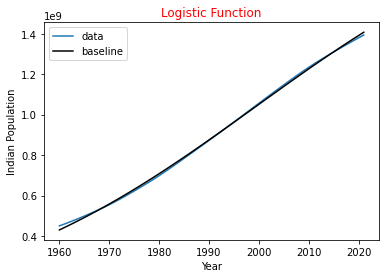 Logistic Function
1e9
data
baseline
1.4
1.2
1.0
0.8
0.6
0.4
Indian Population
1960 1970 1980 1990 2000 2010 2020
Year